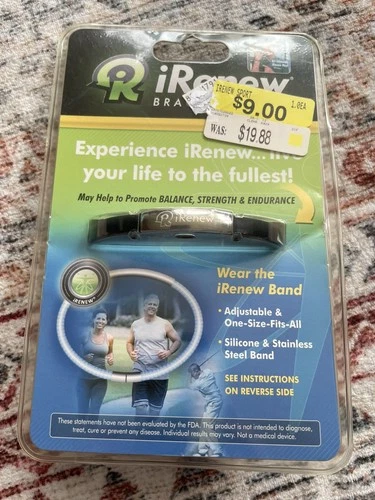 iRenew
BRA
IRENEW SPORT
1.0EA
$9.00
WAS: $19.88
Experience iRenew... live
your life to the fullest!
May Help to Promote BALANCE, STRENGTH & ENDURANCE
iRenew
Wear the
iRenew Band
• Adjustable &
One-Size-Fits-All
• Silicone & Stainless
Steel Band
iRENEW
SEE INSTRUCTIONS
ON REVERSE SIDE
These statements have not been evaluated by the FDA. This product is not intended to diagnose,
treat, cure or prevent any disease. Individual results may vary. Not a medical device.